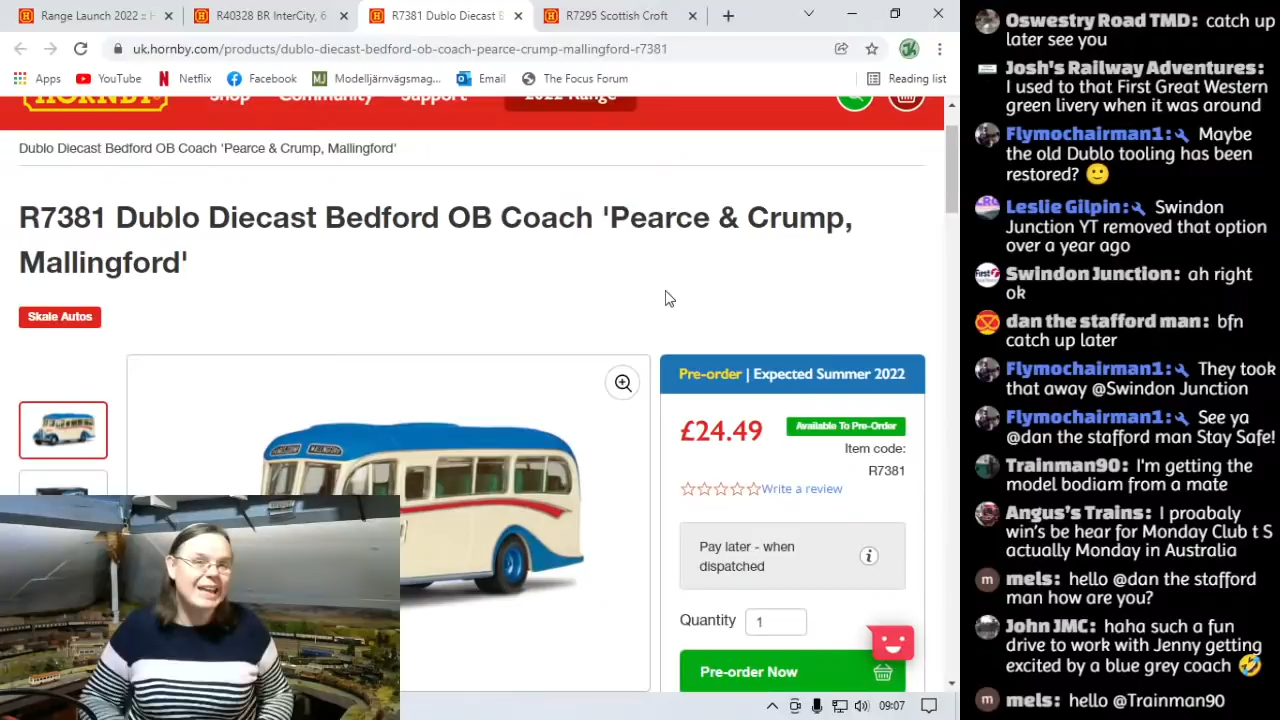 Range Launch 2022 ::
R40328 BR InterCity, 6
R7381 Dublo Diecast B
R7295 Scottish Croft
uk.hornby.com/products/dublo-diecast-bedford-ob-coach-pearce-crump-mallingford-r7381
Apps YouTube Netflix Facebook Modelljärnvägsmag... Email The Focus Forum Reading list
HORNBY Shop Community Support 2022 Range
Dublo Diecast Bedford OB Coach 'Pearce & Crump, Mallingford'
R7381 Dublo Diecast Bedford OB Coach 'Pearce & Crump,
Mallingford'
Skale Autos
Pre-order | Expected Summer 2022
£24.49 Available To Pre-Order
Item code:
R7381
Write a review
Pay later - when
dispatched
Quantity 1
Pre-order Now
09:07
Oswestry Road TMD: catch up
later see you
Josh's Railway Adventures:
I used to that First Great Western
green livery when it was around
Flymochairman1: Maybe
the old Dublo tooling has been
restored? 🙂
Leslie Gilpin: Swindon
Junction YT removed that option
over a year ago
Swindon Junction: ah right
ok
dan the stafford man: bfn
catch up later
Flymochairman1: They took
that away @Swindon Junction
Flymochairman1: See ya
@dan the stafford man Stay Safe!
Trainman90: I'm getting the
model bodiam from a mate
Angus's Trains: I proabaly
win's be hear for Monday Club t S
actually Monday in Australia
mels: hello @dan the stafford
man how are you?
John JMC: haha such a fun
drive to work with Jenny getting
excited by a blue grey coach 🤣
mels: hello @Trainman90